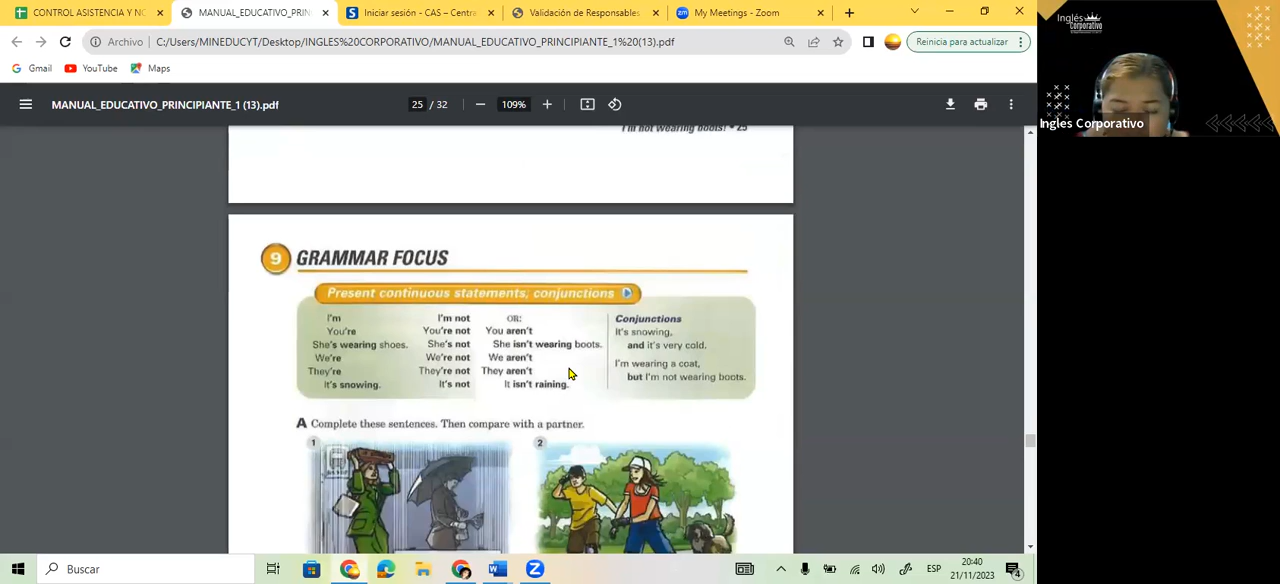 CONTROL ASISTENCIA Y NO
MANUAL_EDUCATIVO_PRIN
Iniciar sesión - CAS – Centra
Validación de Responsables
My Meetings - Zoom
Archivo C:/Users/MINEDUCYT/Desktop/INGLES%20CORPORATIVO/MANUAL_EDUCATIVO_PRINCIPIANTE_1%20(13).pdf
Reinicia para actualizar
Gmail YouTube Maps
MANUAL_EDUCATIVO_PRINCIPIANTE_1 (13).pdf
25 / 32
109%
I'm not wearing boots! • 25
9 GRAMMAR FOCUS
Present continuous statements; conjunctions
I'm I'm not OR: Conjunctions
You're You're not You aren't It's snowing,
She's wearing shoes. She's not She isn't wearing boots. and it's very cold.
We're We're not We aren't I'm wearing a coat,
They're They're not They aren't but I'm not wearing boots.
It's snowing. It's not It isn't raining.
A Complete these sentences. Then compare with a partner.
1 2
Inglés
Corporativo
Ingles Corporativo
Buscar
ESP
20:40
21/11/2023
4